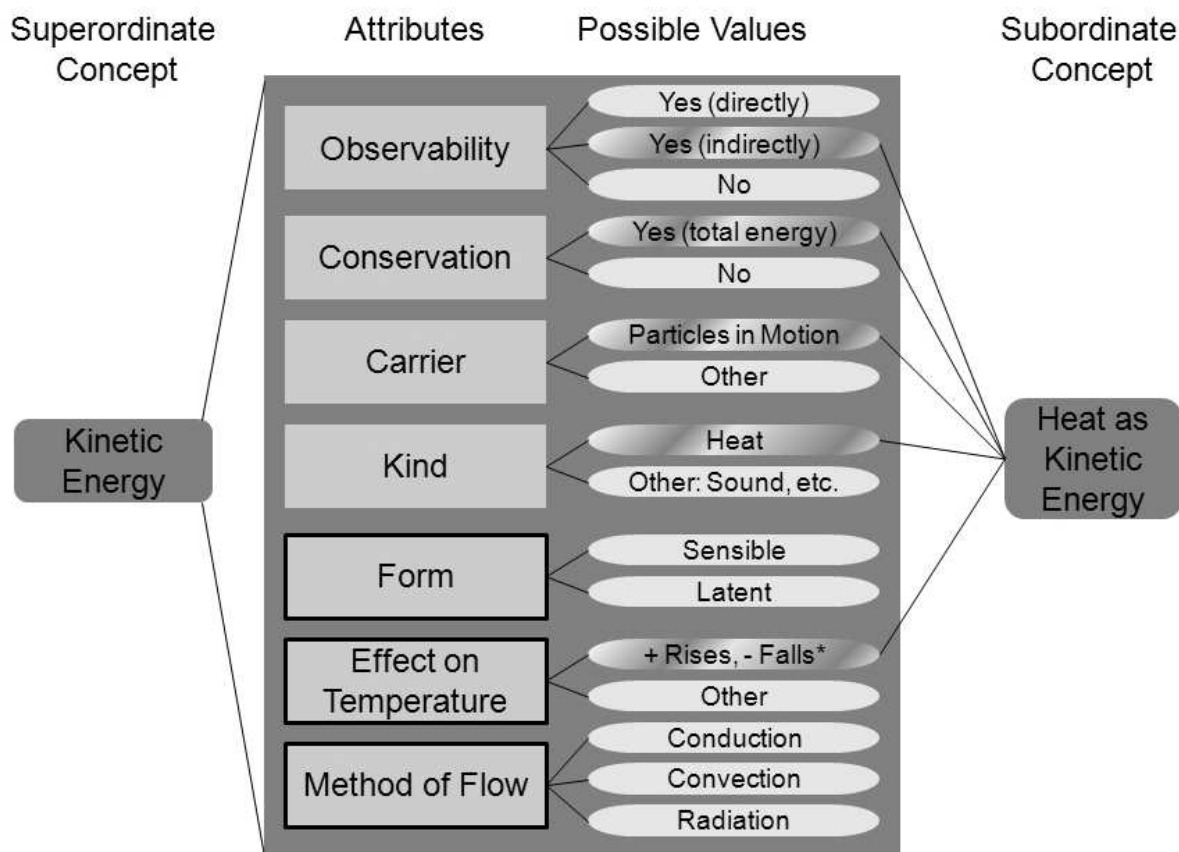 Superordinate
Concept
Attributes
Possible Values
Subordinate
Concept
Observability
Yes (directly)
Yes (indirectly)
No
Conservation
Yes (total energy)
No
Carrier
Particles in Motion
Other
Kinetic
Energy
Kind
Heat
Other: Sound, etc.
Heat as
Kinetic
Energy
Form
Sensible
Latent
Effect on
Temperature
+ Rises, - Falls*
Other
Method of Flow
Conduction
Convection
Radiation